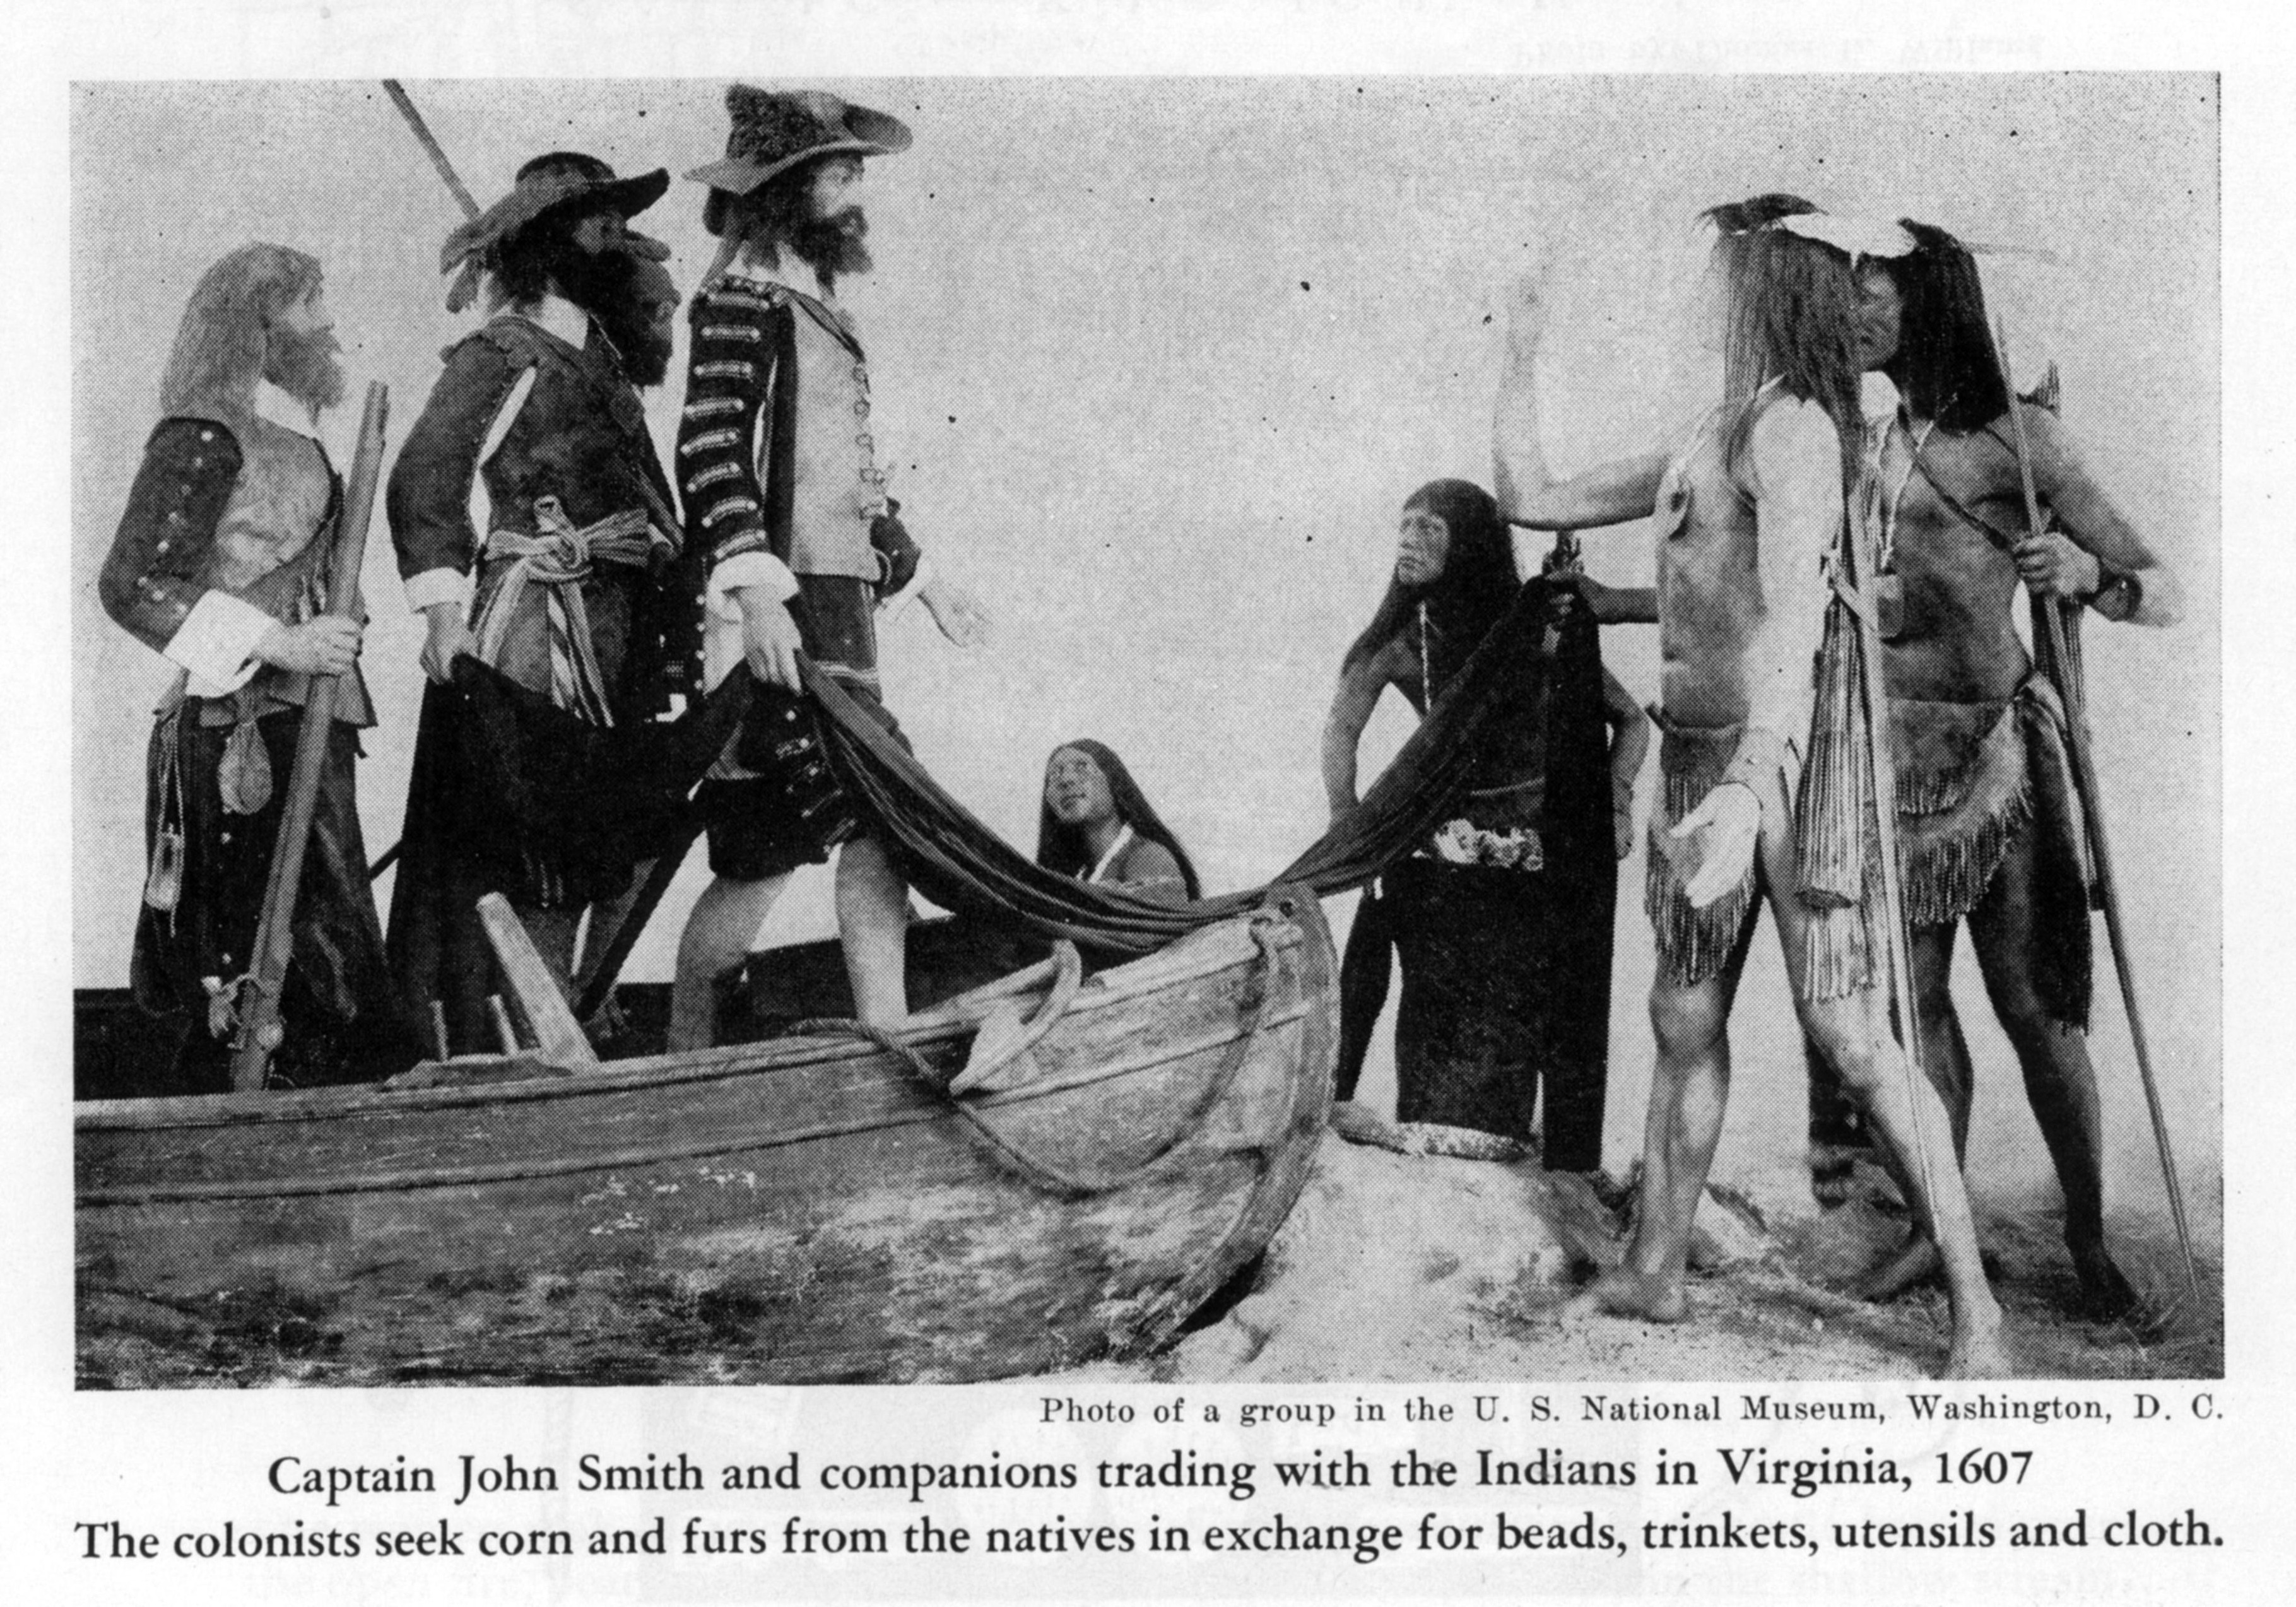 Photo of a group in the U. S. National Museum, Washington, D. C.
Captain John Smith and companions trading with the Indians in Virginia, 1607
The colonists seek corn and furs from the natives in exchange for beads, trinkets, utensils and cloth.